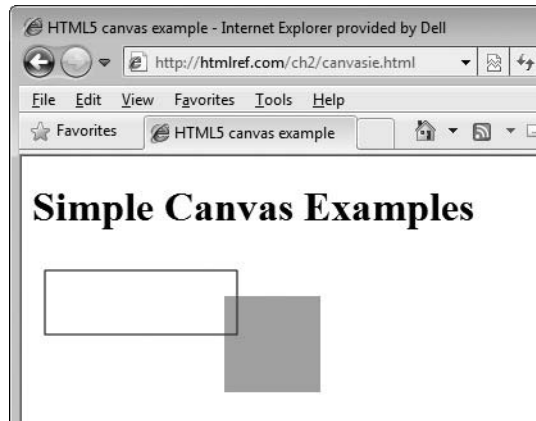 HTML5 canvas example - Internet Explorer provided by Dell
http://htmlref.com/ch2/canvasie.html
File Edit View Favorites Tools Help
Favorites HTML5 canvas example
Simple Canvas Examples